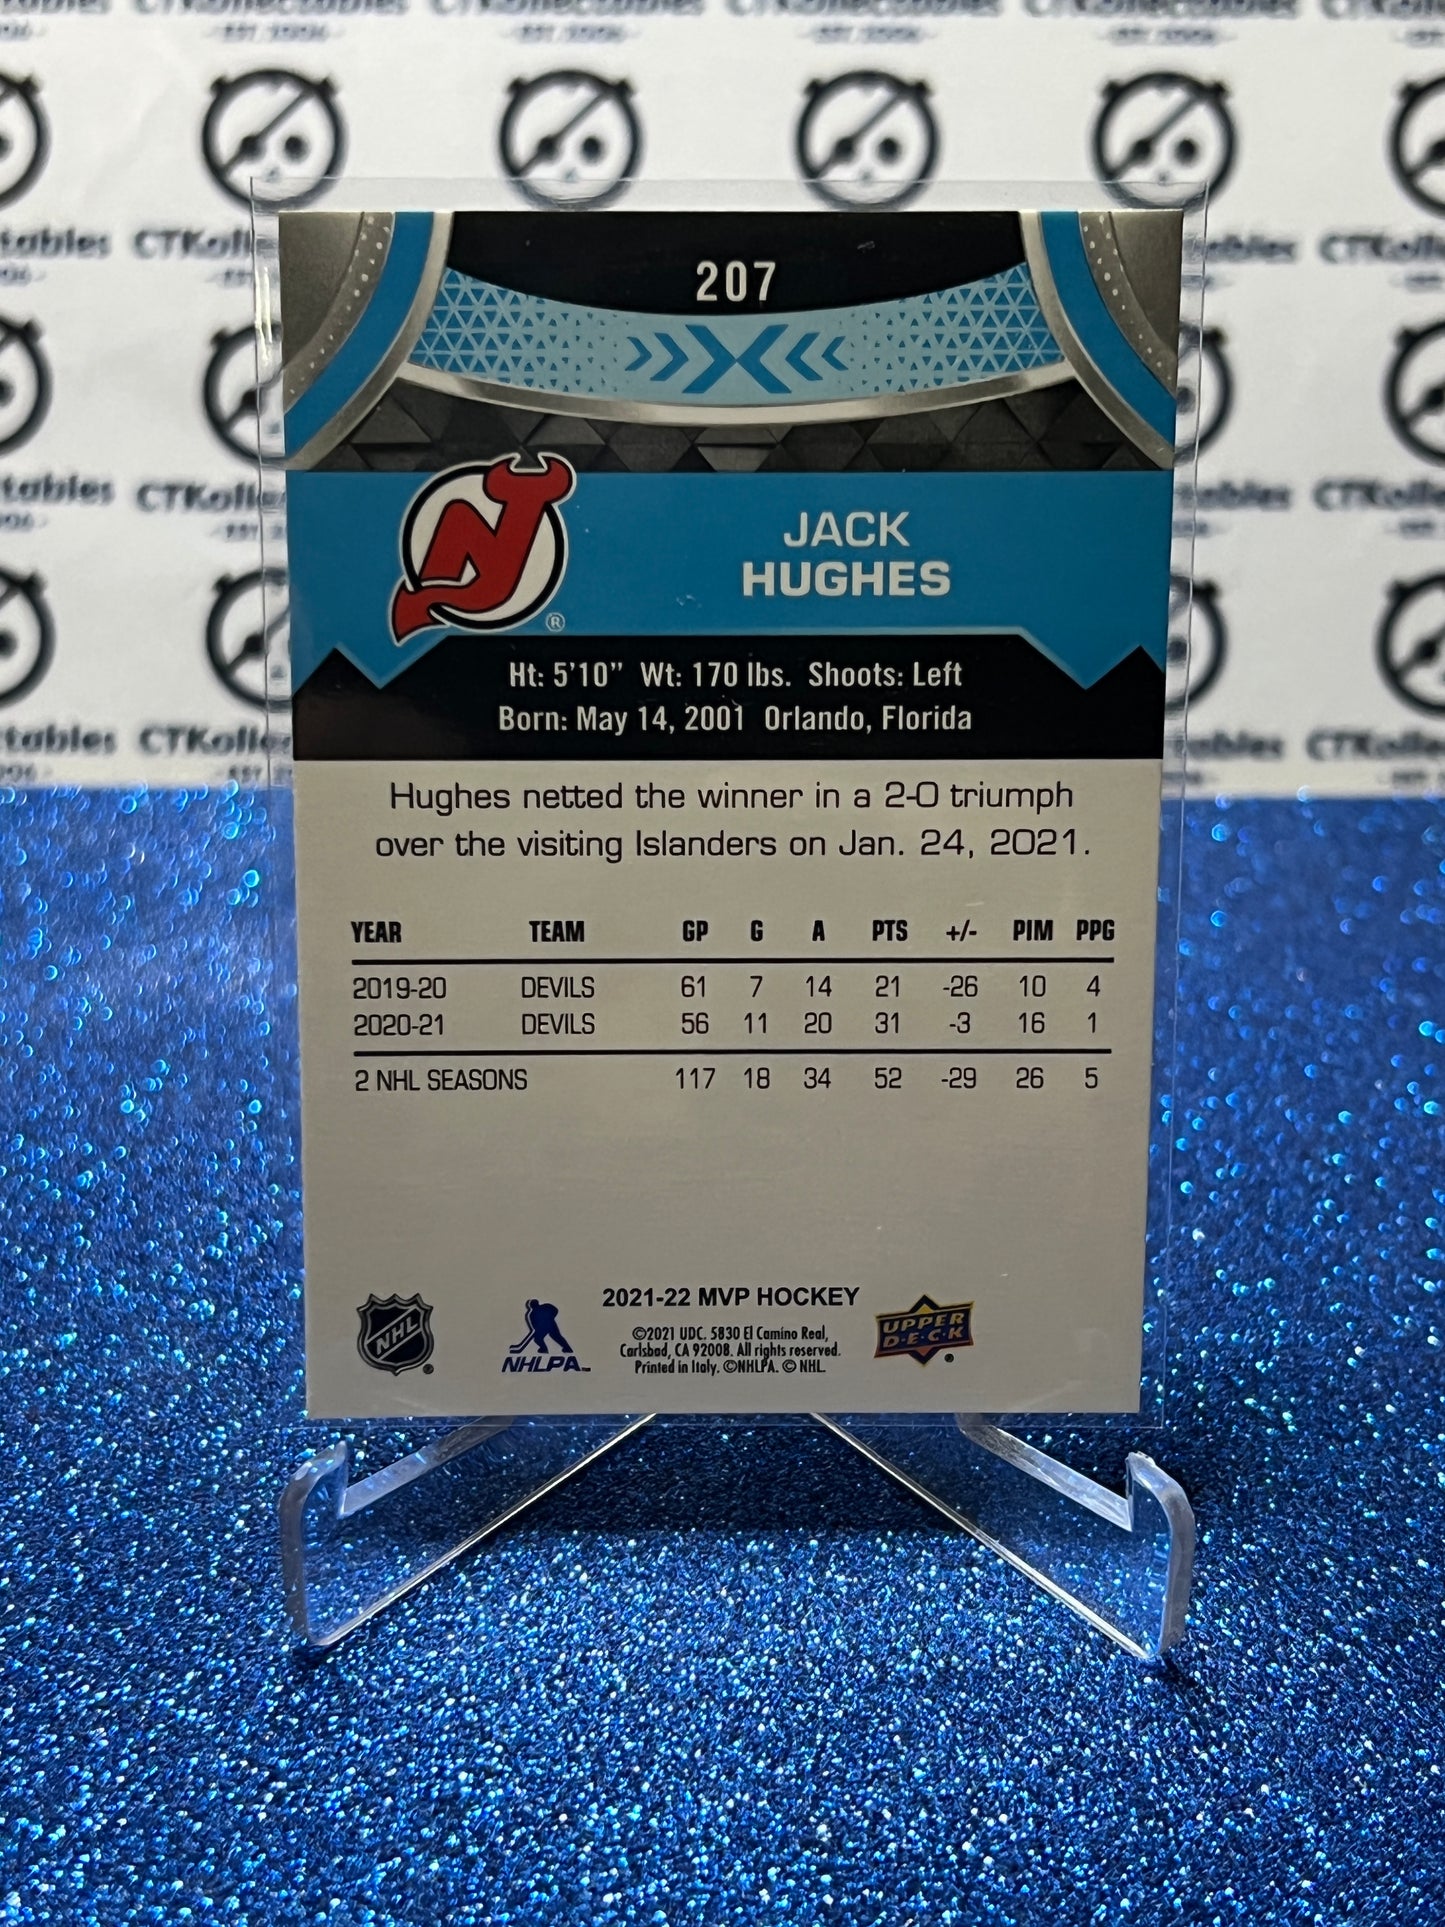 207
JACK
HUGHES
®
Ht: 5'10" Wt: 170 lbs. Shoots: Left
Born: May 14, 2001 Orlando, Florida
Hughes netted the winner in a 2-0 triumph
over the visiting Islanders on Jan. 24, 2021.
YEAR TEAM GP G A PTS +/- PIM PPG
2019-20 DEVILS 61 7 14 21 -26 10 4
2020-21 DEVILS 56 11 20 31 -3 16 1
2 NHL SEASONS 117 18 34 52 -29 26 5
2021-22 MVP HOCKEY
©2021 UDC. 5830 El Camino Real,
Carlsbad, CA 92008. All rights reserved.
Printed in Italy. ©NHLPA. © NHL.
NHL
NHLPA
UPPER
D·E·C·K
CTKolle
CTKolle
CTKolle